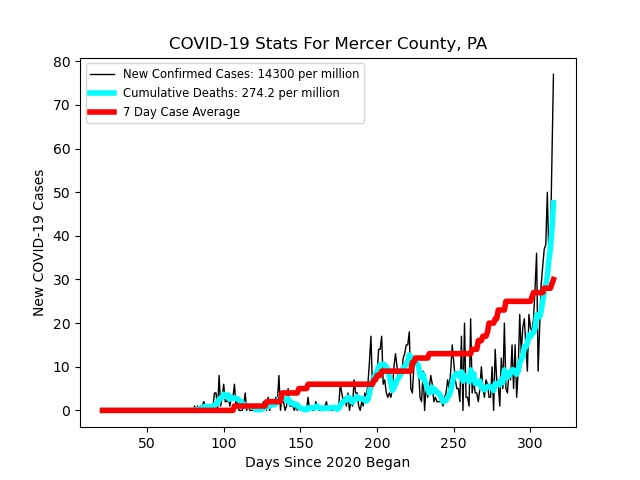 COVID-19 Stats For Mercer County, PA
New Confirmed Cases: 14300 per million
Cumulative Deaths: 274.2 per million
7 Day Case Average
New COVID-19 Cases
80
70
60
50
40
30
20
10
0
50
100
150
200
250
300
Days Since 2020 Began